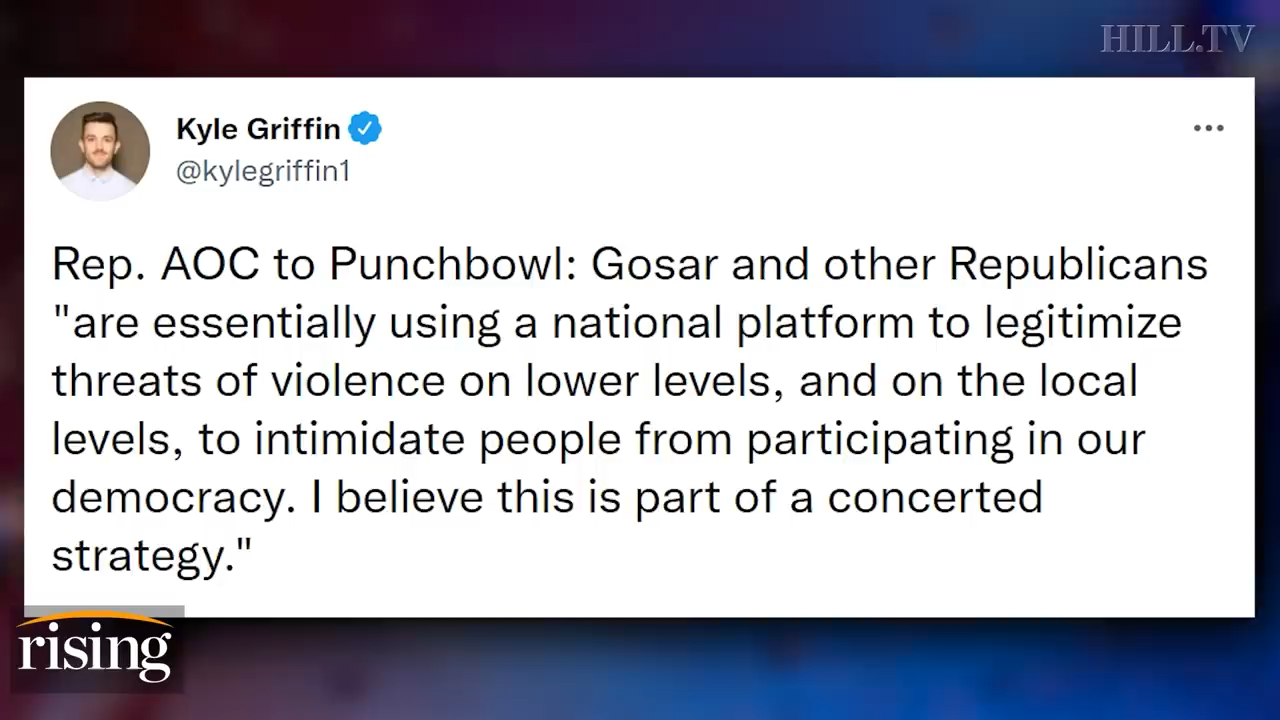 HILL.TV
Kyle Griffin
@kylegriffin1
Rep. AOC to Punchbowl: Gosar and other Republicans
"are essentially using a national platform to legitimize
threats of violence on lower levels, and on the local
levels, to intimidate people from participating in our
democracy. I believe this is part of a concerted
strategy."
rising